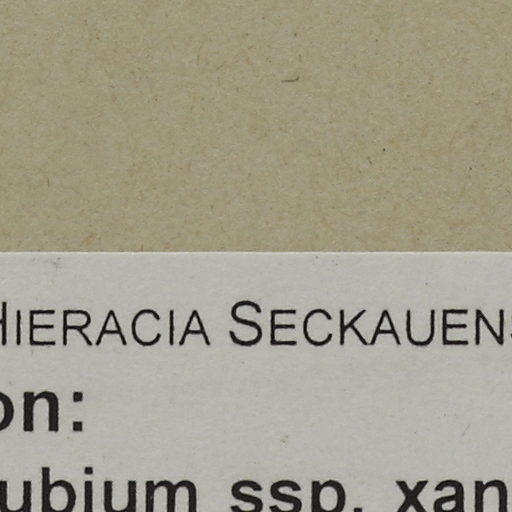 HIERACIA SECKAUENS
on:
ubium ssp. xan